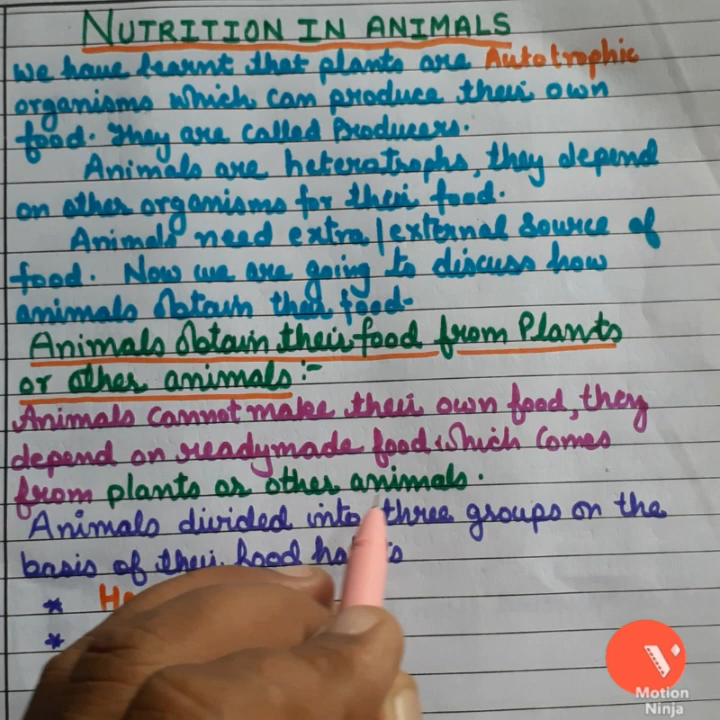 NUTRITION IN ANIMALS
We have learnt that plants are Autotrophic
organisms which can produce their own
food. They are called Producers.
Animals are heteratrophs, they depend
on other organisms for their food.
Animals need extra/external source of
food. Now we are going to discuss how
animals obtain their food-
Animals obtain their food from Plants
or other animals:-
Animals cannot make their own food, they
depend on readymade food which comes
from plants or other animals.
Animals divided into three groups on the
basis of their food
*
*
Motion
Ninja